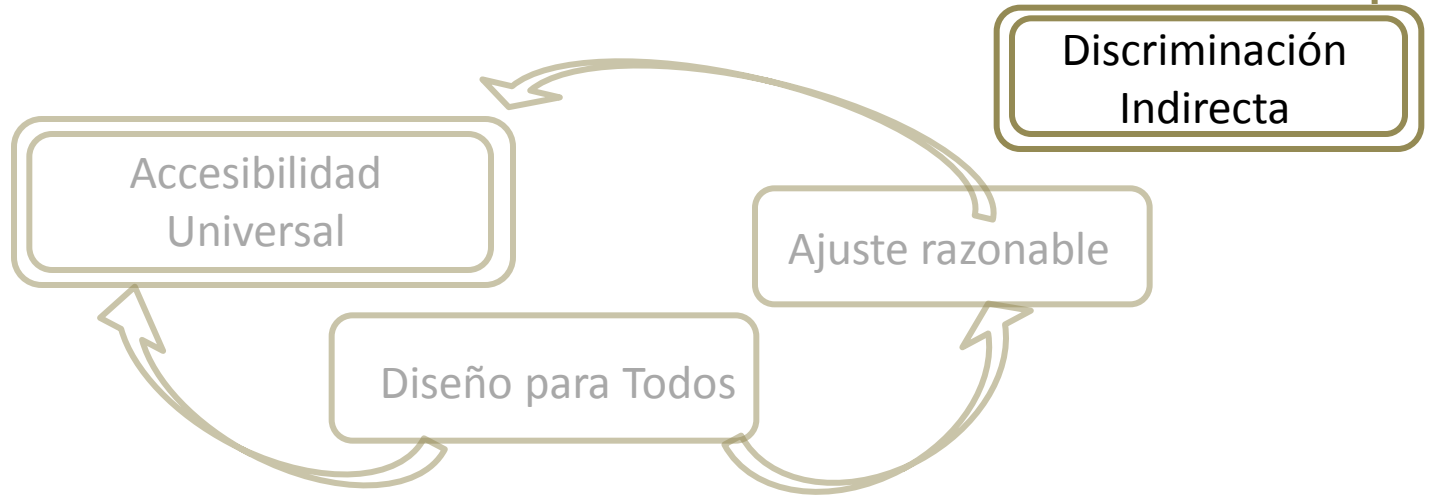 Discriminación
Indirecta
Accesibilidad
Universal
Ajuste razonable
Diseño para Todos